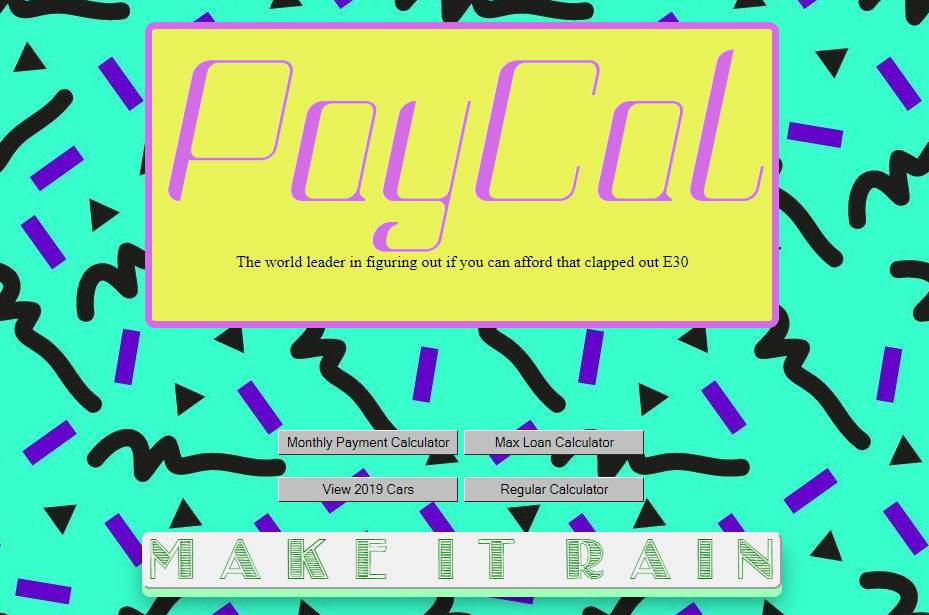 PayCal
The world leader in figuring out if you can afford that clapped out E30
Monthly Payment Calculator
Max Loan Calculator
View 2019 Cars
Regular Calculator
MAKE IT RAIN